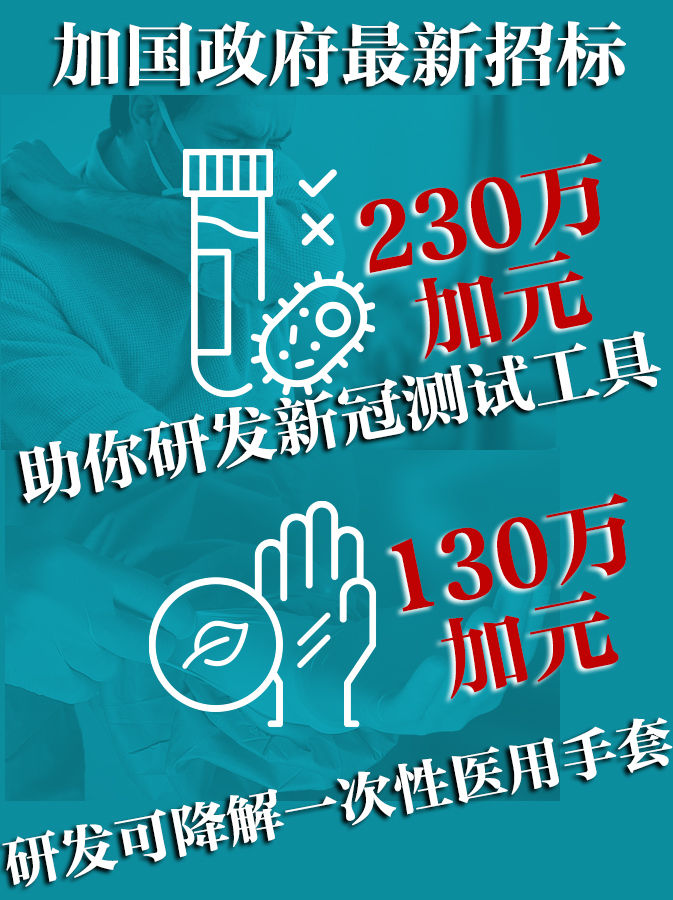 加国政府最新招标
230万
加元
助你研发新冠测试工具
130万
加元
研发可降解一次性医用手套